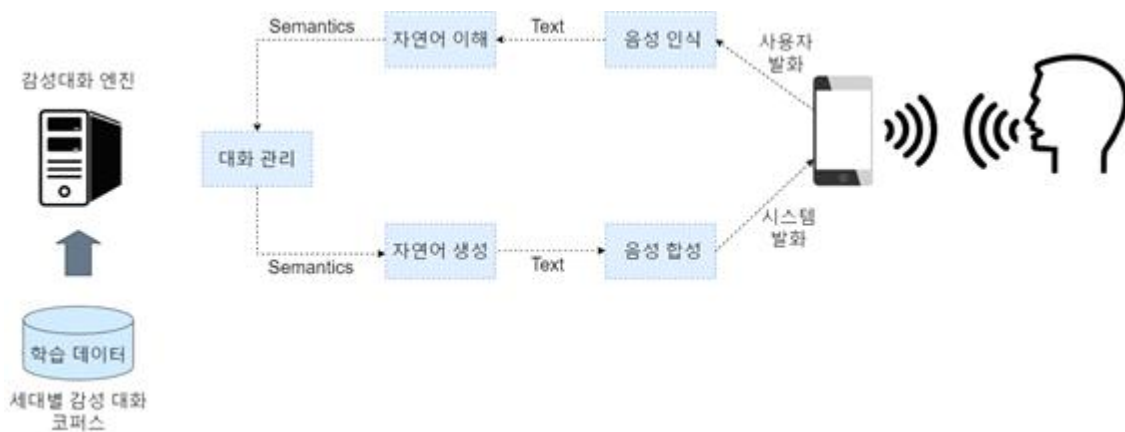 Semantics
자연어 이해
Text
음성 인식
사용자
발화
감성대화 엔진
대화 관리
시스템
발화
Semantics
자연어 생성
Text
음성 합성
학습 데이터
세대별 감성 대화
코퍼스